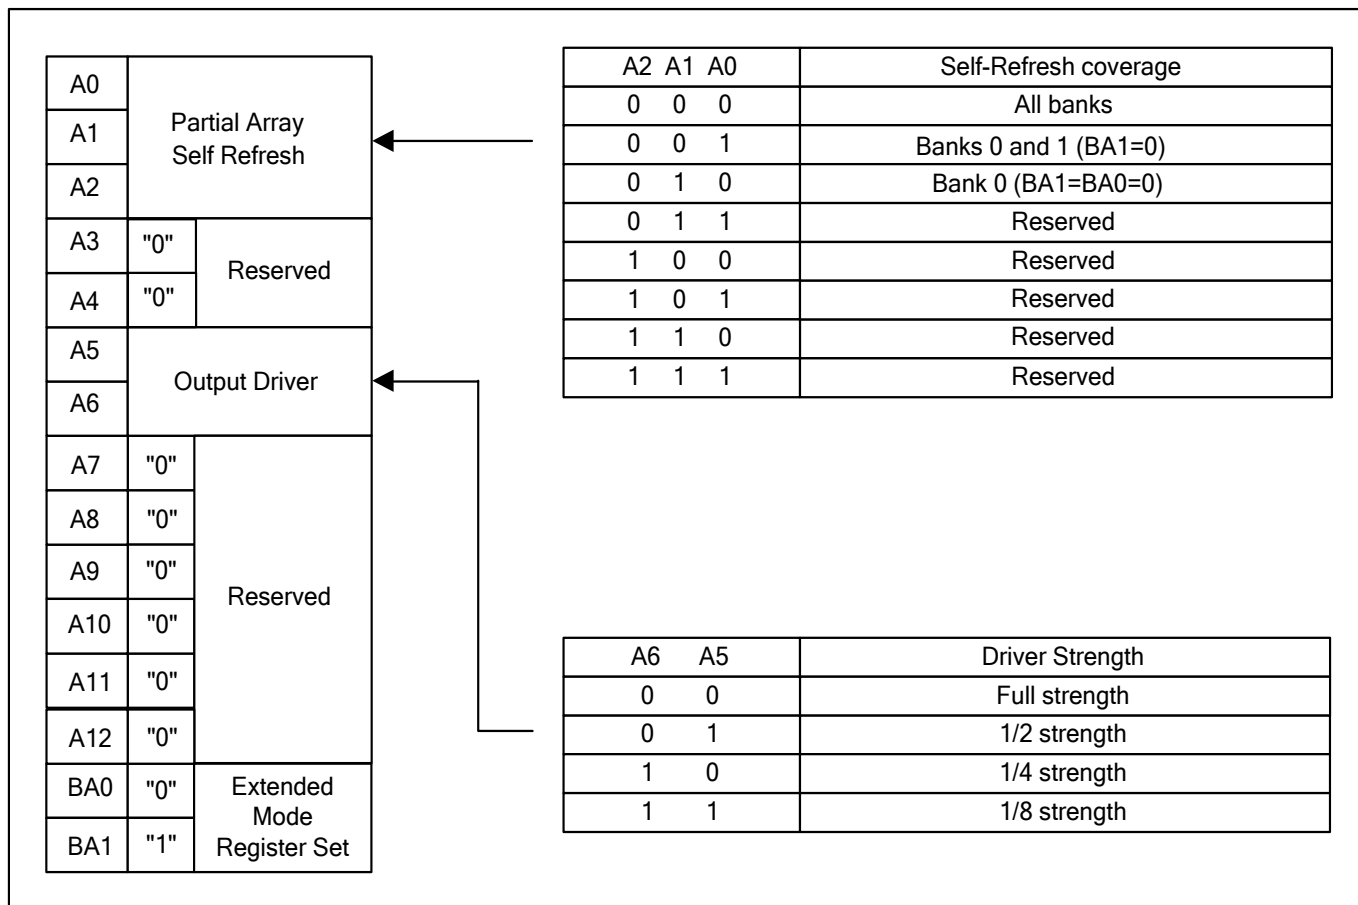 A0
A1
A2
Partial Array
Self Refresh
A3 "0"
A4 "0"
Reserved
A5
A6
Output Driver
A7 "0"
A8 "0"
A9 "0"
A10 "0"
A11 "0"
A12 "0"
Reserved
BA0 "0"
BA1 "1"
Extended
Mode
Register Set
A2 A1 A0 Self-Refresh coverage
0 0 0 All banks
0 0 1 Banks 0 and 1 (BA1=0)
0 1 0 Bank 0 (BA1=BA0=0)
0 1 1 Reserved
1 0 0 Reserved
1 0 1 Reserved
1 1 0 Reserved
1 1 1 Reserved
A6 A5 Driver Strength
0 0 Full strength
0 1 1/2 strength
1 0 1/4 strength
1 1 1/8 strength